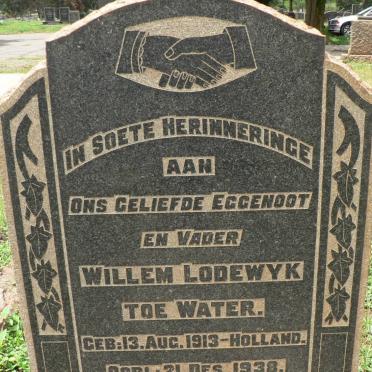 IN SOETE HERINNERINGE
AAN
ONS GELIEFDE EGGENOOT
EN VADER
WILLEM LODEWYK
TOE WATER.
GEB: 13. AUG. 1913 - HOLLAND.
OORL: 21 DES. 1938.